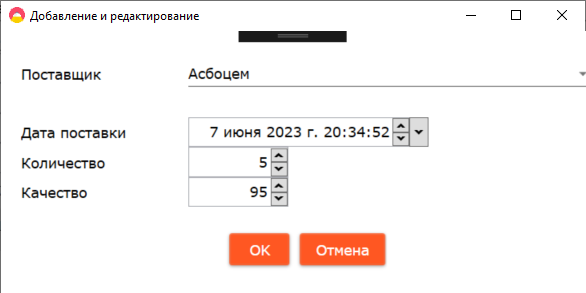 Добавление и редактирование
Поставщик Асбоцем
Дата поставки 7 июня 2023 г. 20:34:52
Количество 5
Качество 95
OK Отмена